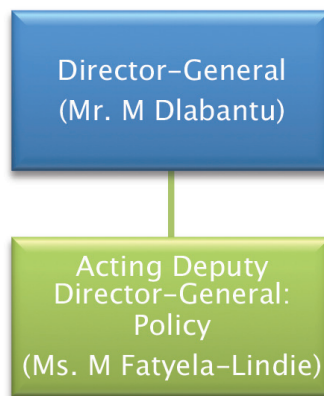 Director-General
(Mr. M Dlabantu)
Acting Deputy
Director-General:
Policy
(Ms. M Fatyela-Lindie)